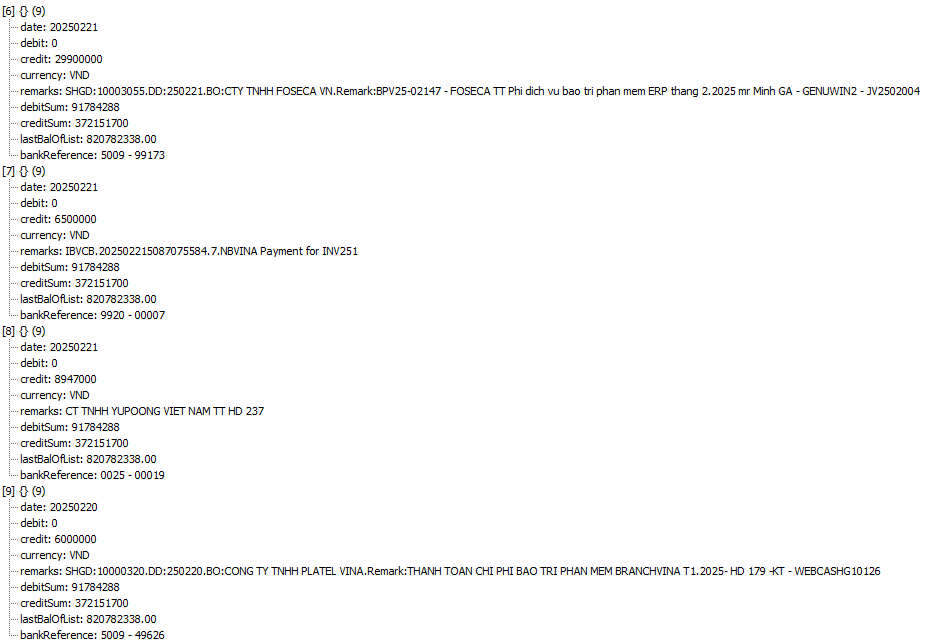 [6] {} (9)
date: 20250221
debit: 0
credit: 29900000
currency: VND
remarks: SHGD:10003055.DD:250221.BO:CTY TNHH FOSECA VN.Remark:BPV25-02147 - FOSECA TT Phi dich vu bao tri phan mem ERP thang 2.2025 mr Minh GA - GENUWIN2 - JV2502004
debitSum: 91784288
creditSum: 372151700
lastBalOfList: 820782338.00
bankReference: 5009 - 99173
[7] {} (9)
date: 20250221
debit: 0
credit: 6500000
currency: VND
remarks: IBVCB.202502215087075584.7.NBVINA Payment for INV251
debitSum: 91784288
creditSum: 372151700
lastBalOfList: 820782338.00
bankReference: 9920 - 00007
[8] {} (9)
date: 20250221
debit: 0
credit: 8947000
currency: VND
remarks: CT TNHH YUPOONG VIET NAM TT HD 237
debitSum: 91784288
creditSum: 372151700
lastBalOfList: 820782338.00
bankReference: 0025 - 00019
[9] {} (9)
date: 20250220
debit: 0
credit: 6000000
currency: VND
remarks: SHGD:10000320.DD:250220.BO:CONG TY TNHH PLATEL VINA.Remark:THANH TOAN CHI PHI BAO TRI PHAN MEM BRANCHVINA T1.2025- HD 179 -KT - WEBCASHG10126
debitSum: 91784288
creditSum: 372151700
lastBalOfList: 820782338.00
bankReference: 5009 - 49626